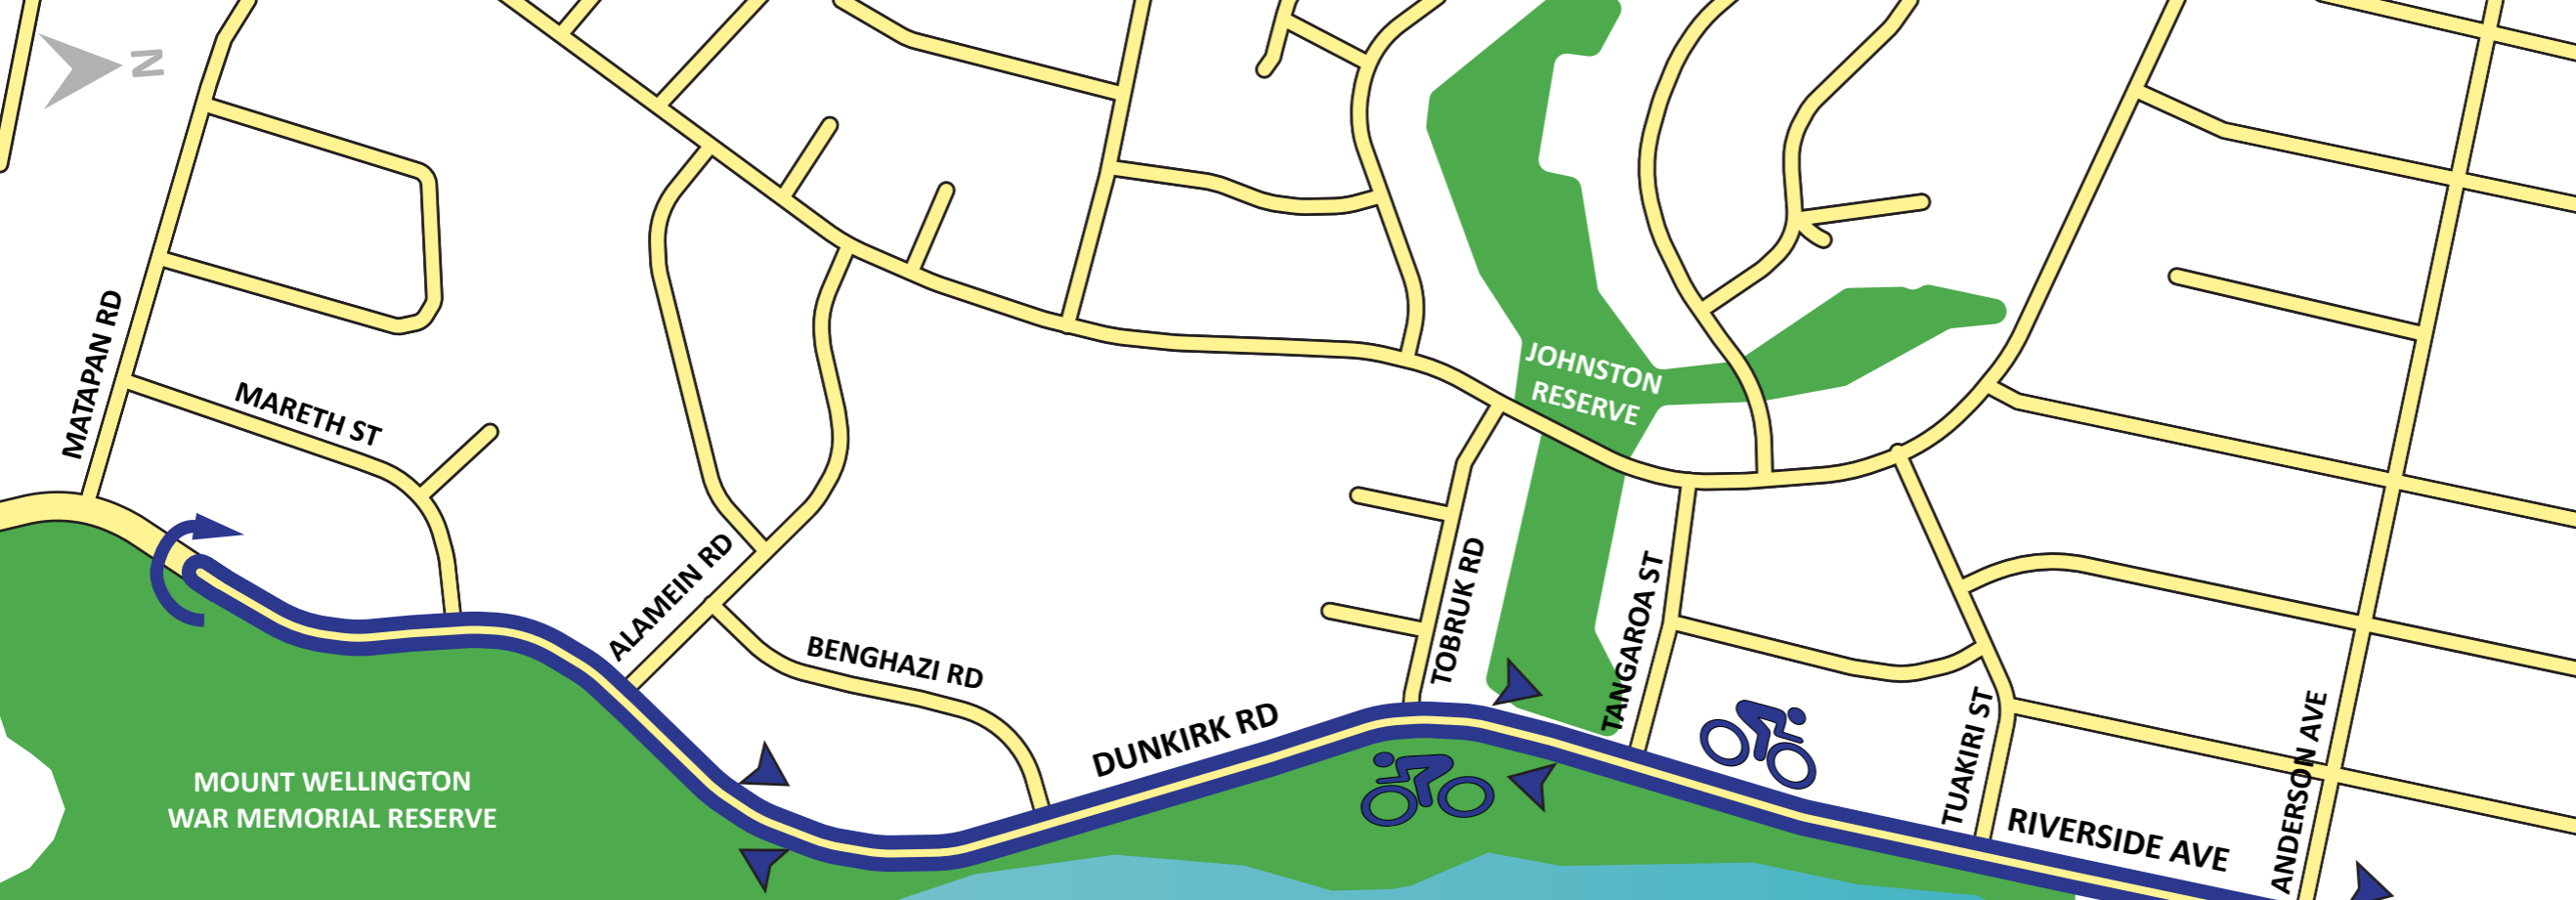 N
MATAPAN RD
MARETH ST
JOHNSTON
RESERVE
ALAMEIN RD
BENGHAZI RD
TOBRUK RD
TANGAROA ST
DUNKIRK RD
TUAKIRI ST
ANDERSON AVE
RIVERSIDE AVE
MOUNT WELLINGTON
WAR MEMORIAL RESERVE